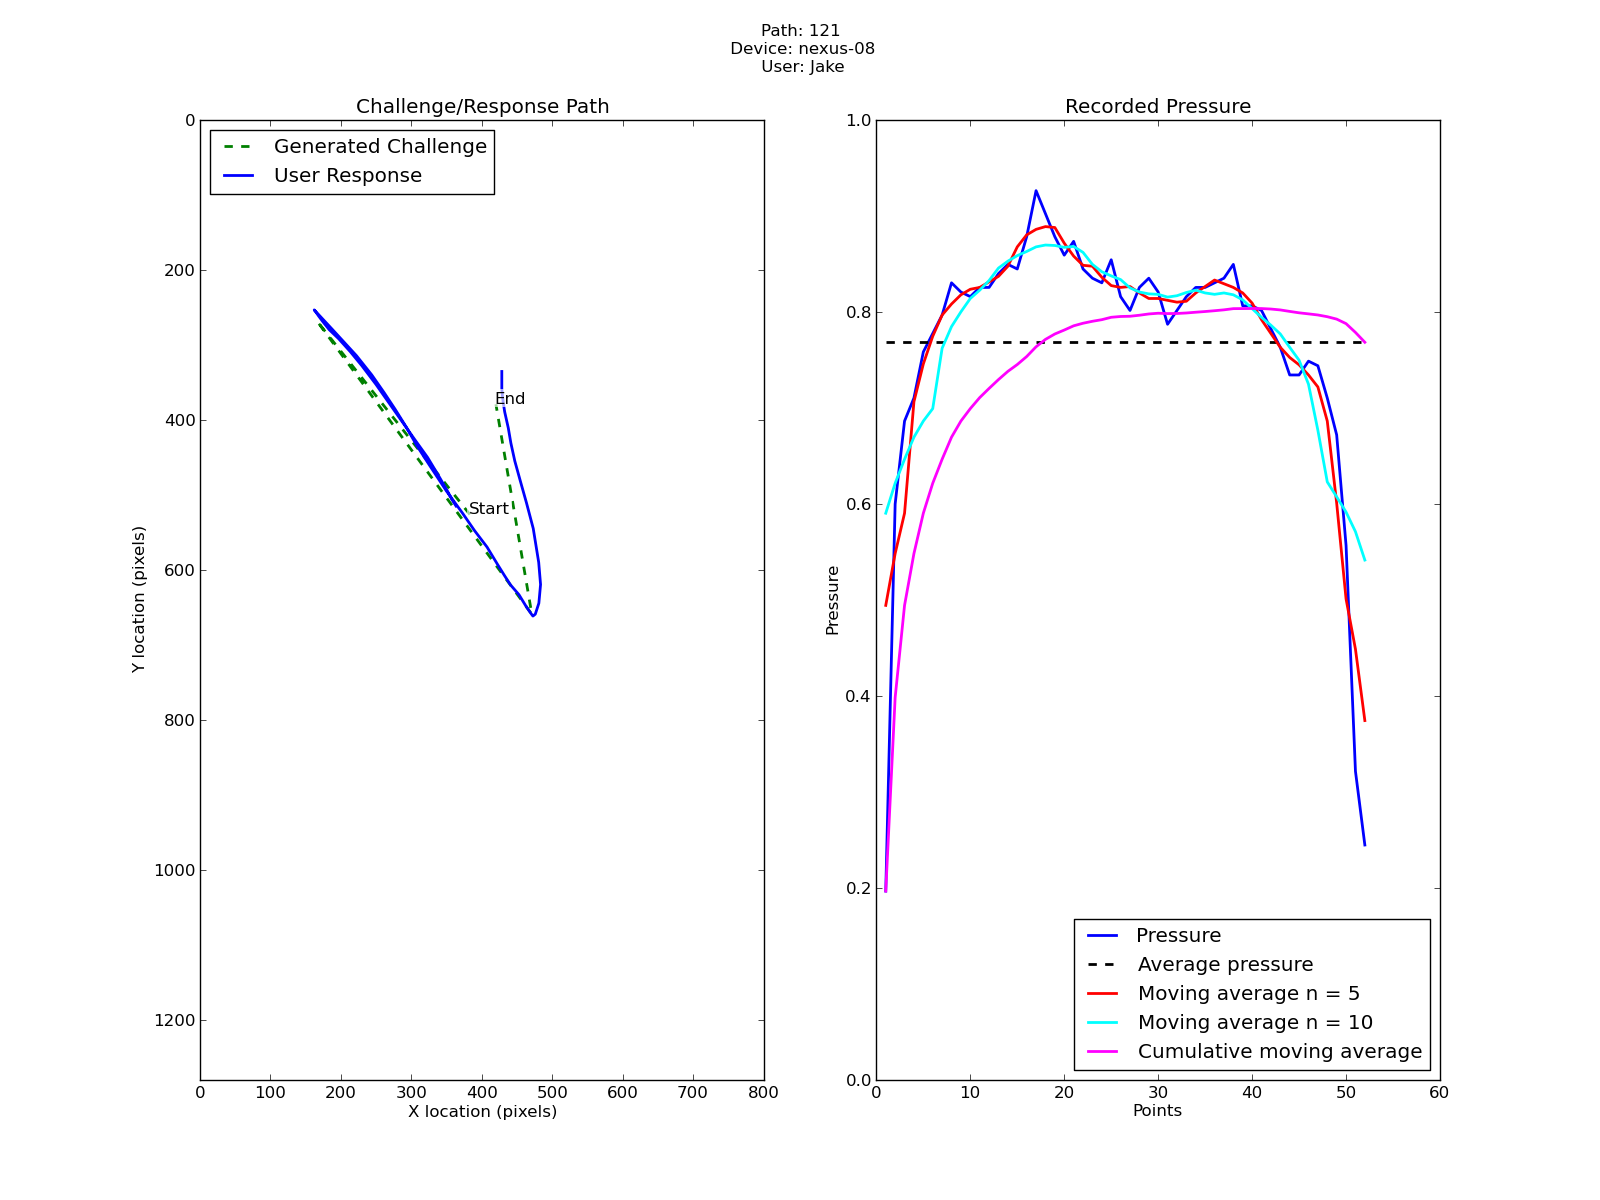 Path: 121
Device: nexus-08
User: Jake
Challenge/Response Path
Generated Challenge
User Response
0
200
400
600
800
1000
1200
Y location (pixels)
End
Start
0 100 200 300 400 500 600 700 800
X location (pixels)
Recorded Pressure
1.0
0.8
0.6
0.4
0.2
0.0
Pressure
Pressure
Average pressure
Moving average n = 5
Moving average n = 10
Cumulative moving average
0 10 20 30 40 50 60
Points